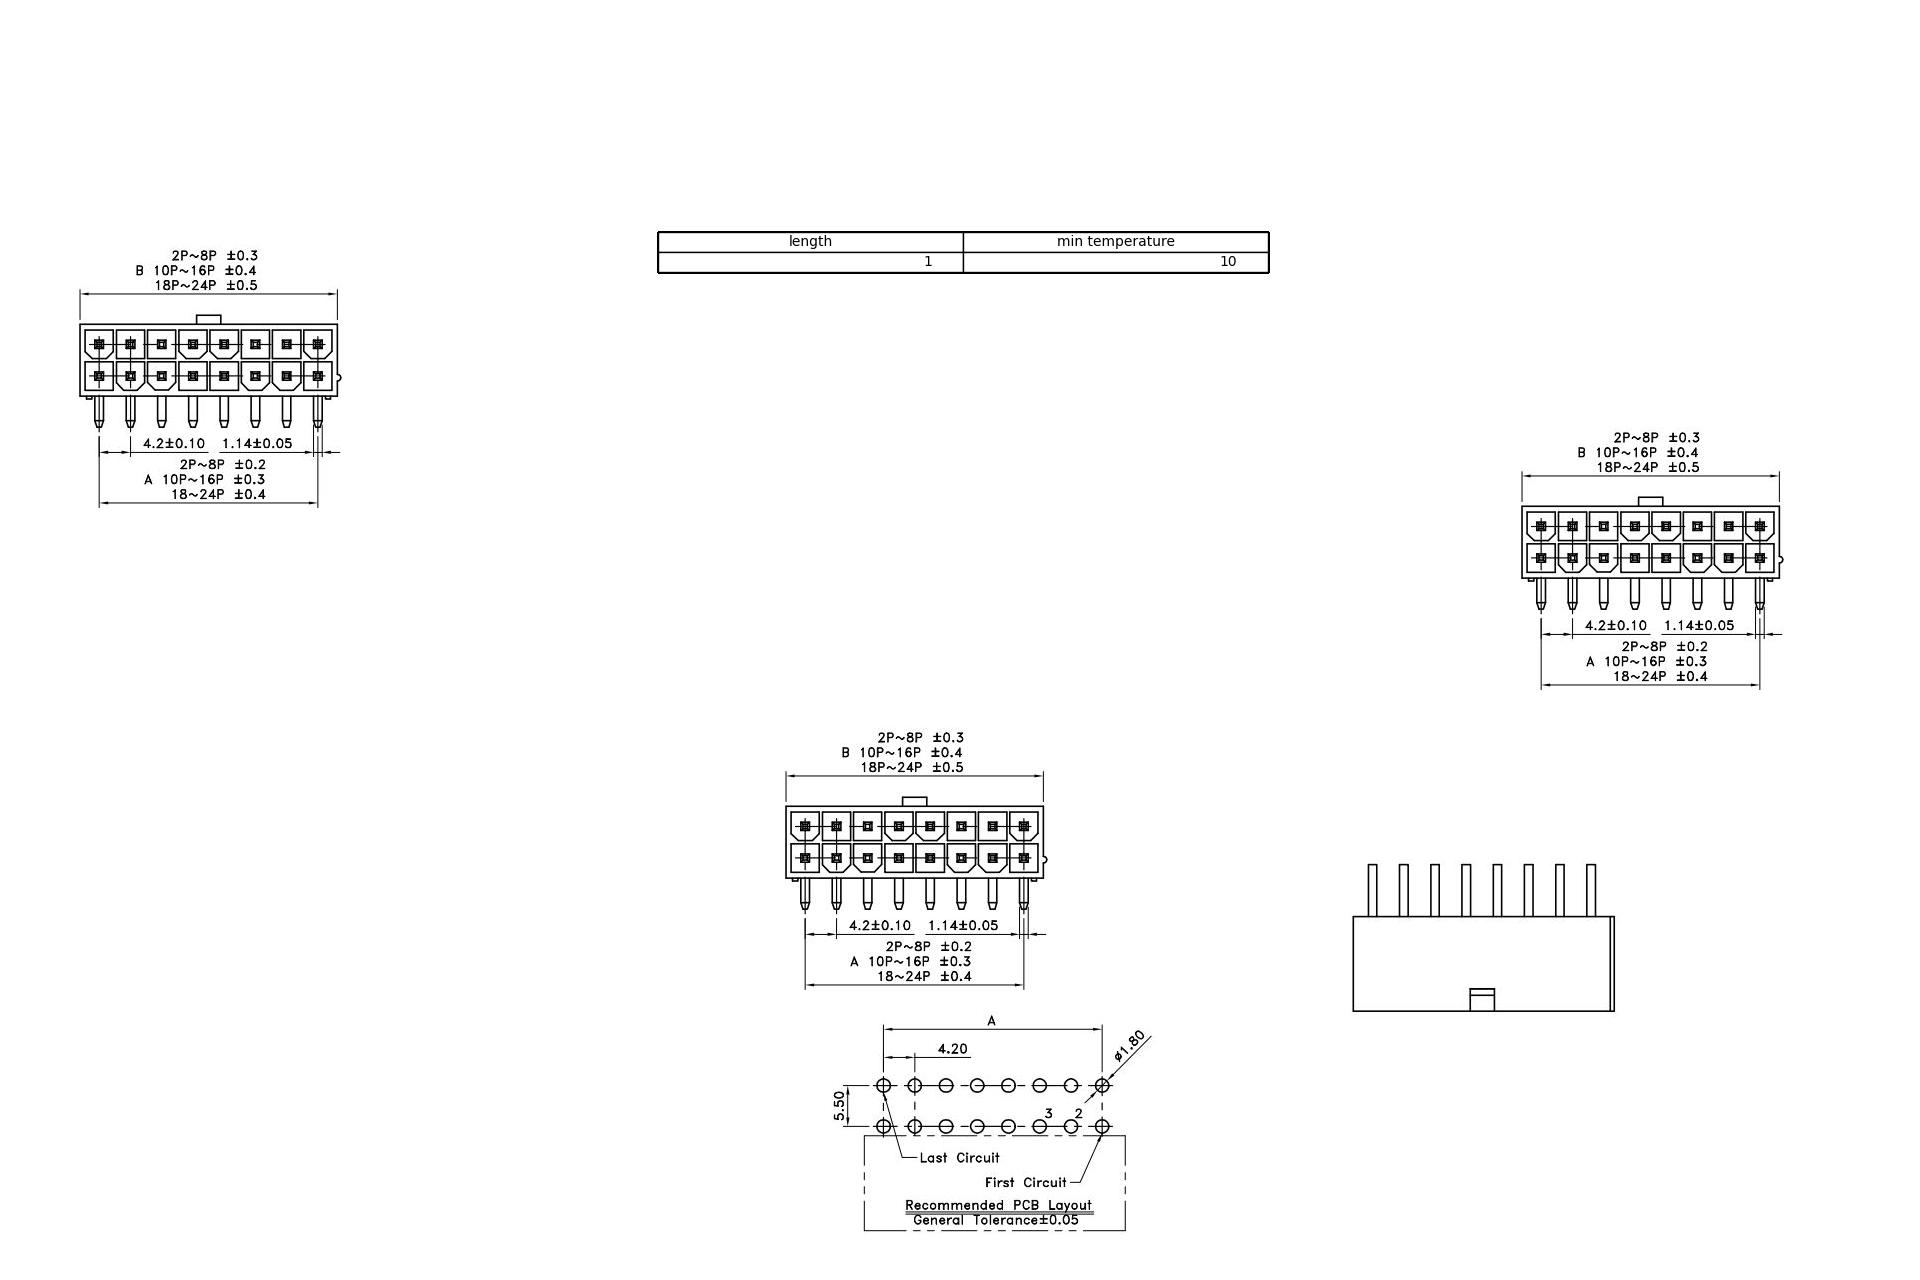 length min temperature
1 10
2P~8P ±0.3
B 10P~16P ±0.4
18P~24P ±0.5
4.2±0.10 1.14±0.05
2P~8P ±0.2
A 10P~16P ±0.3
18~24P ±0.4
2P~8P ±0.3
B 10P~16P ±0.4
18P~24P ±0.5
4.2±0.10 1.14±0.05
2P~8P ±0.2
A 10P~16P ±0.3
18~24P ±0.4
2P~8P ±0.3
B 10P~16P ±0.4
18P~24P ±0.5
4.2±0.10 1.14±0.05
2P~8P ±0.2
A 10P~16P ±0.3
18~24P ±0.4
A
ø1.80
4.20
5.50
3 2
Last Circuit
First Circuit
Recommended PCB Layout
General Tolerance±0.05